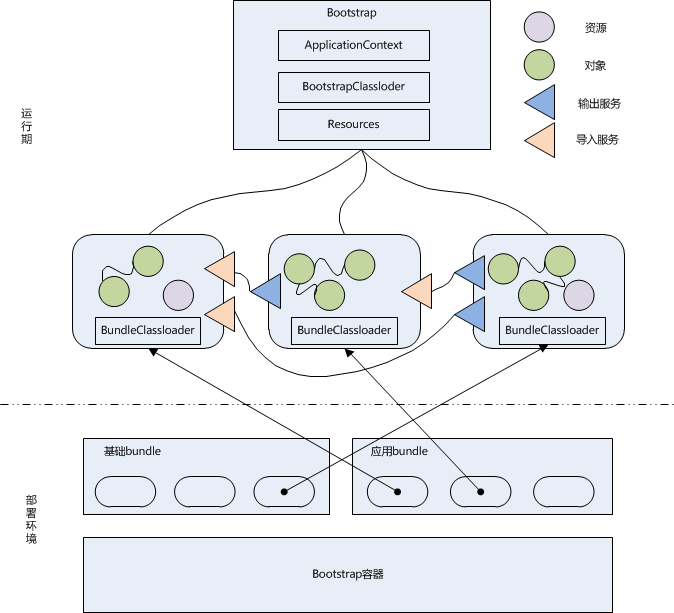 Bootstrap
ApplicationContext
BootstrapClassloder
Resources
资源
对象
输出服务
导入服务
运行期
BundleClassloader
BundleClassloader
BundleClassloader
基础bundle
应用bundle
部署环境
Bootstrap容器